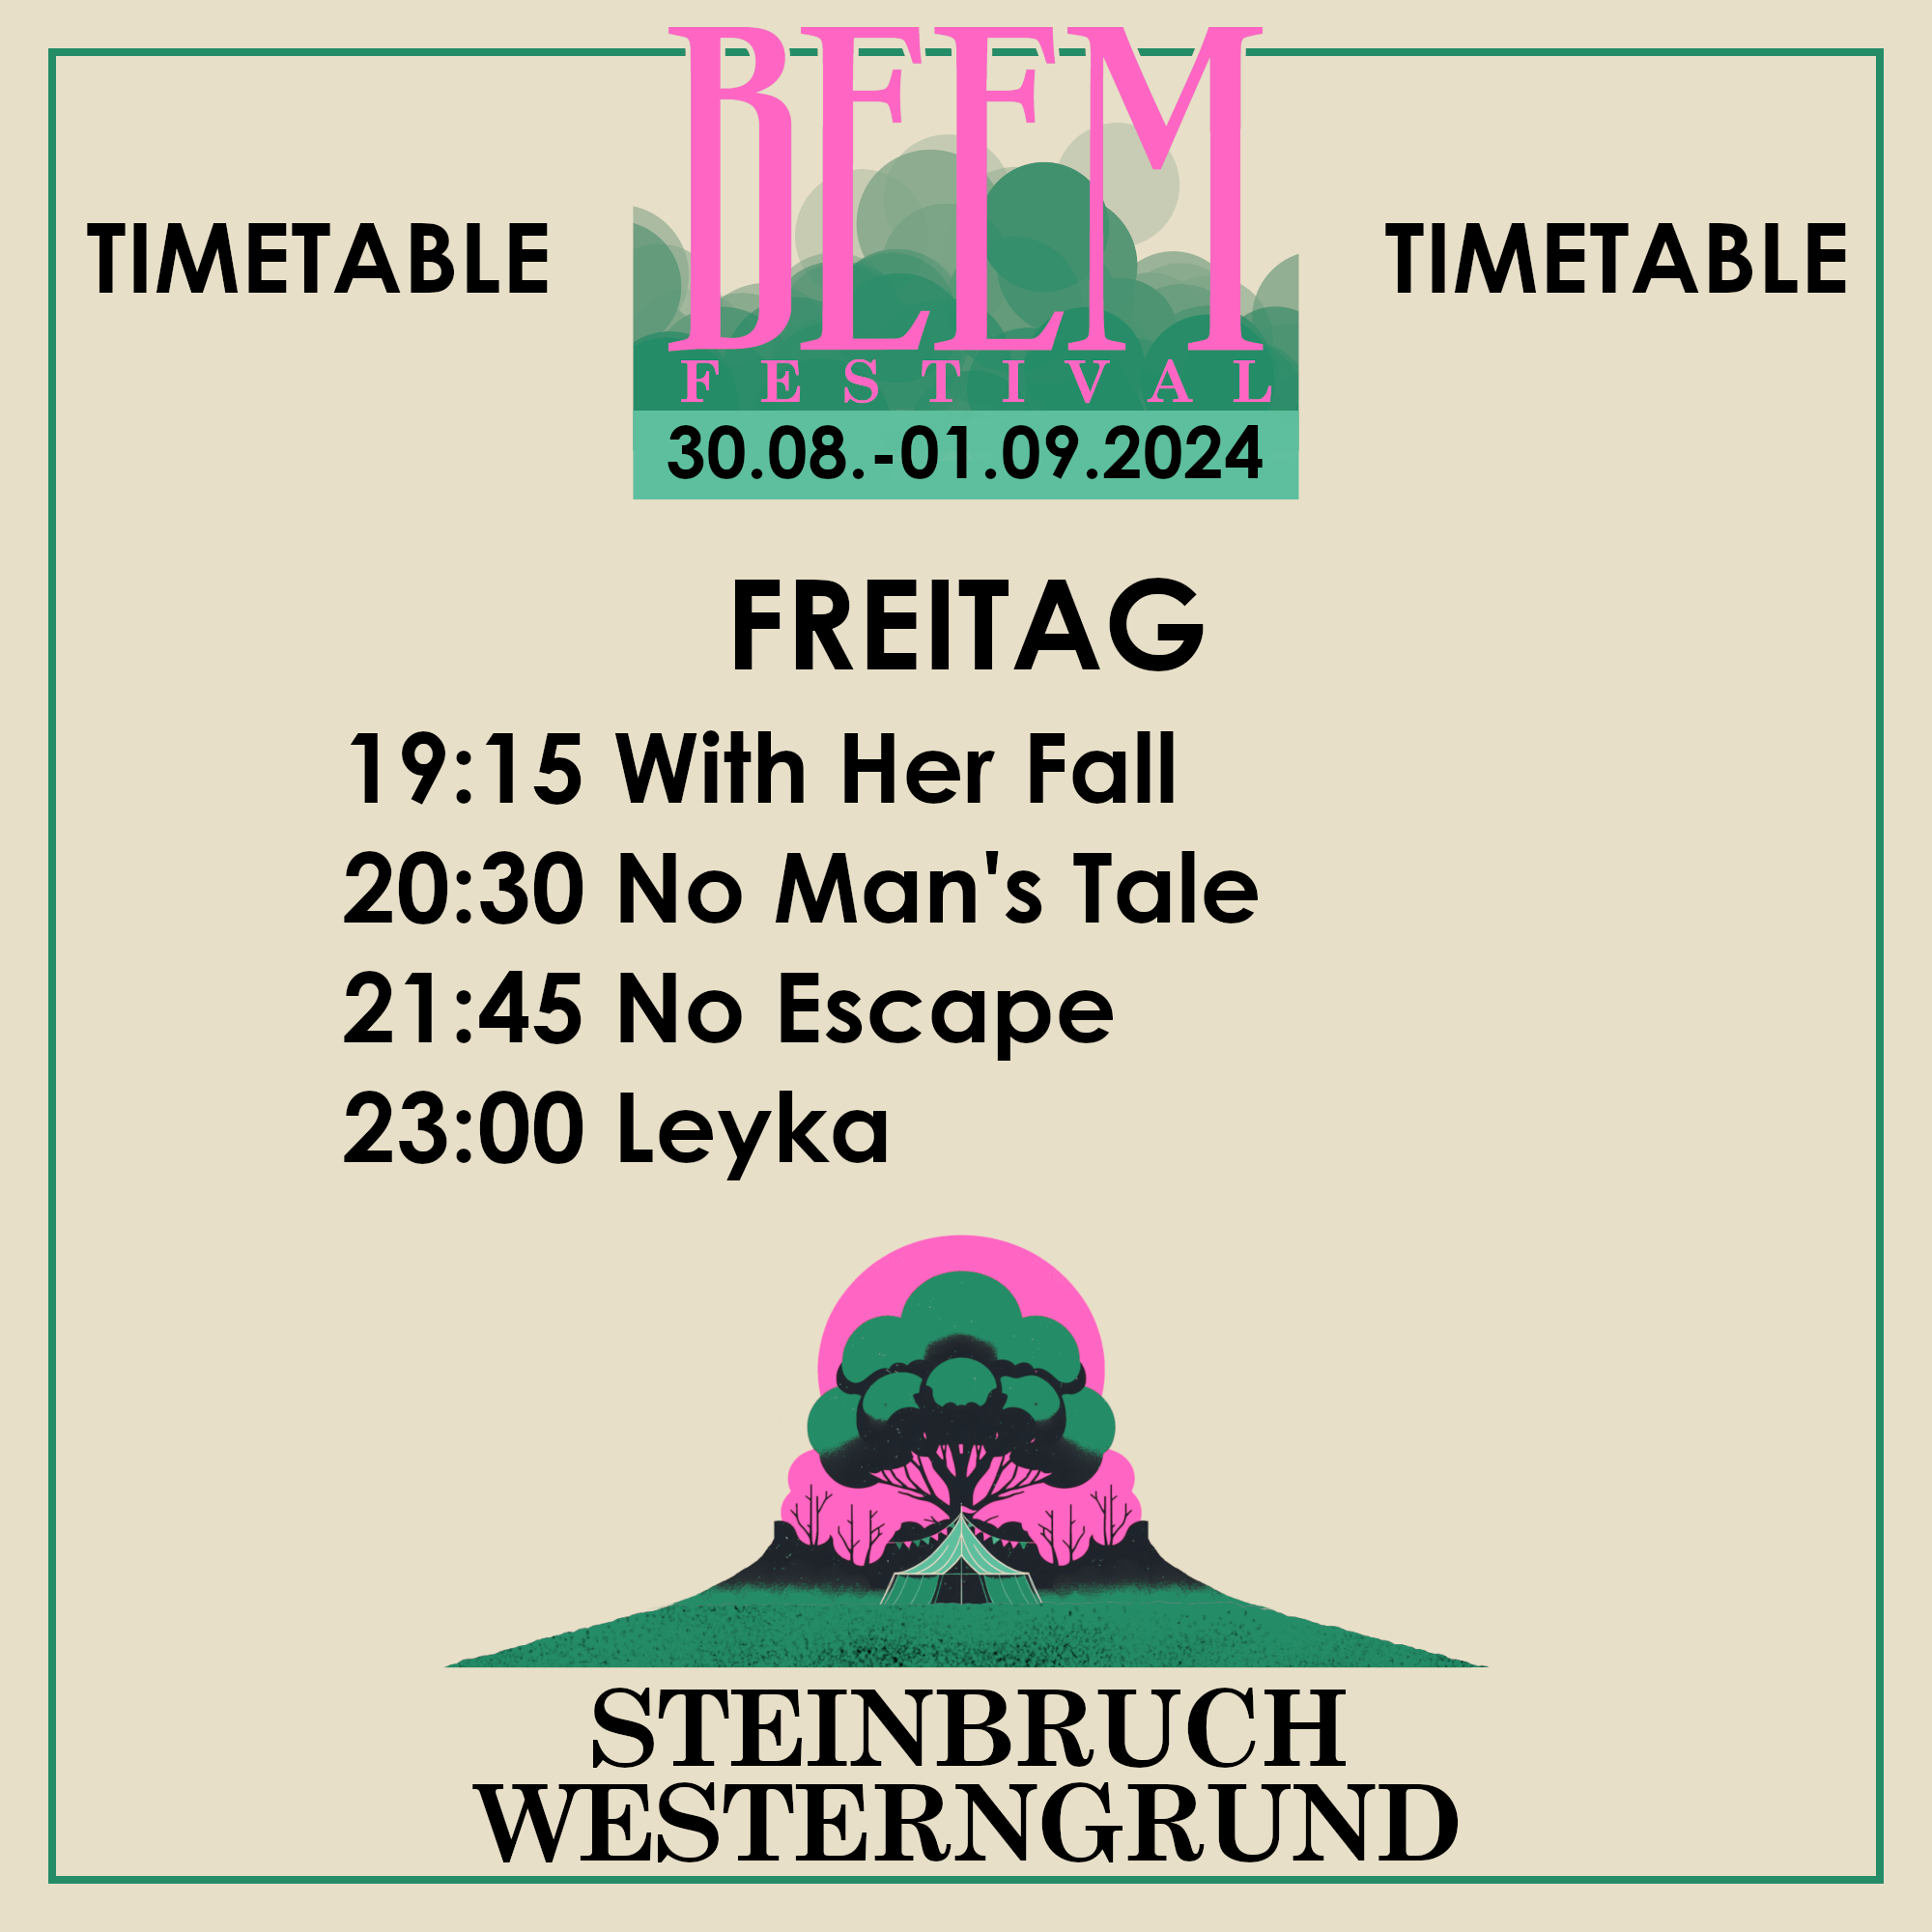 BEEM
FESTIVAL
TIMETABLE
TIMETABLE
30.08.-01.09.2024
FREITAG
19:15 With Her Fall
20:30 No Man's Tale
21:45 No Escape
23:00 Leyka
STEINBRUCH
WESTERNGRUND